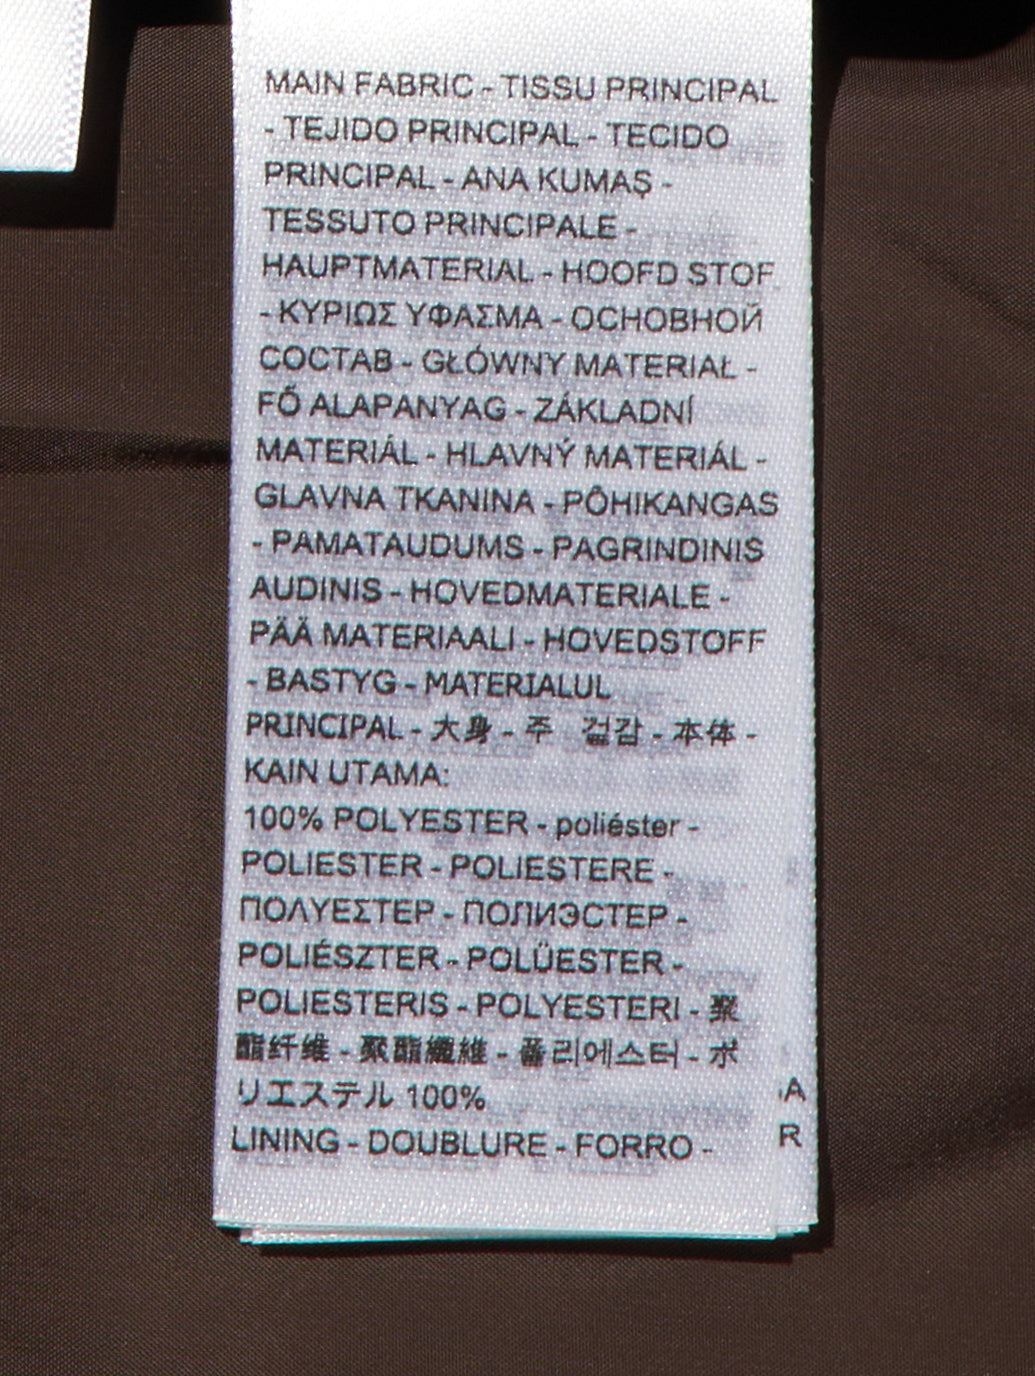 MAIN FABRIC - TISSU PRINCIPAL
- TEJIDO PRINCIPAL - TECIDO
PRINCIPAL - ANA KUMAŞ -
TESSUTO PRINCIPALE -
HAUPTMATERIAL - HOOFD STOF
- ΚΥΡΙΩΣ ΥΦΑΣΜΑ - ОСНОВНОЙ
СОСТАВ - GŁÓWNY MATERIAŁ -
FŐ ALAPANYAG - ZÁKLADNÍ
MATERIÁL - HLAVNÝ MATERIÁL -
GLAVNA TKANINA - PÕHIKANGAS
- PAMATAUDUMS - PAGRINDINIS
AUDINIS - HOVEDMATERIALE -
PÄÄ MATERIAALI - HOVEDSTOFF
- BASTYG - MATERIALUL
PRINCIPAL - 大身 - 주 겉감 - 本体 -
KAIN UTAMA:
100% POLYESTER - poliéster -
POLIESTER - POLIESTERE -
ΠΟΛΥΕΣΤΕΡ - ПОЛИЭСТЕР -
POLIÉSZTER - POLÜESTER -
POLIESTERIS - POLYESTERI - 聚
酯纤维 - 聚酯纖維 - 폴리에스터 - ポ
リエステル 100%
LINING - DOUBLURE - FORRO -
A
R